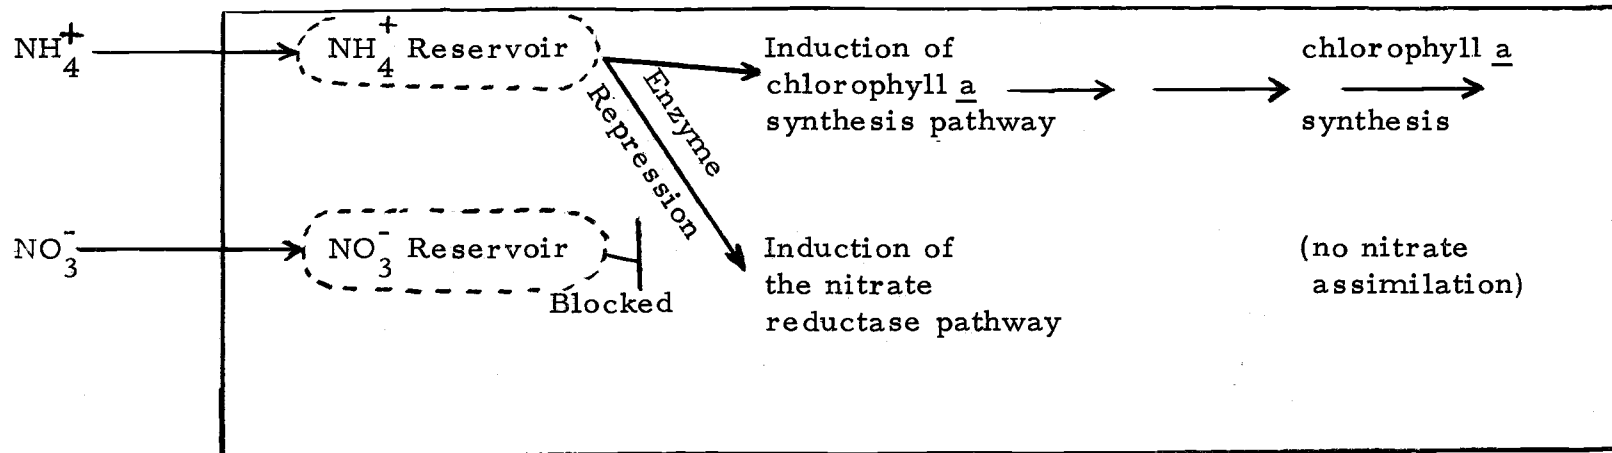 NH₄⁺
NH₄⁺ Reservoir
Enzyme
Repression
Induction of
chlorophyll a
synthesis pathway
chlorophyll a
synthesis
NO₃⁻
NO₃⁻ Reservoir
Blocked
Induction of
the nitrate
reductase pathway
(no nitrate
assimilation)